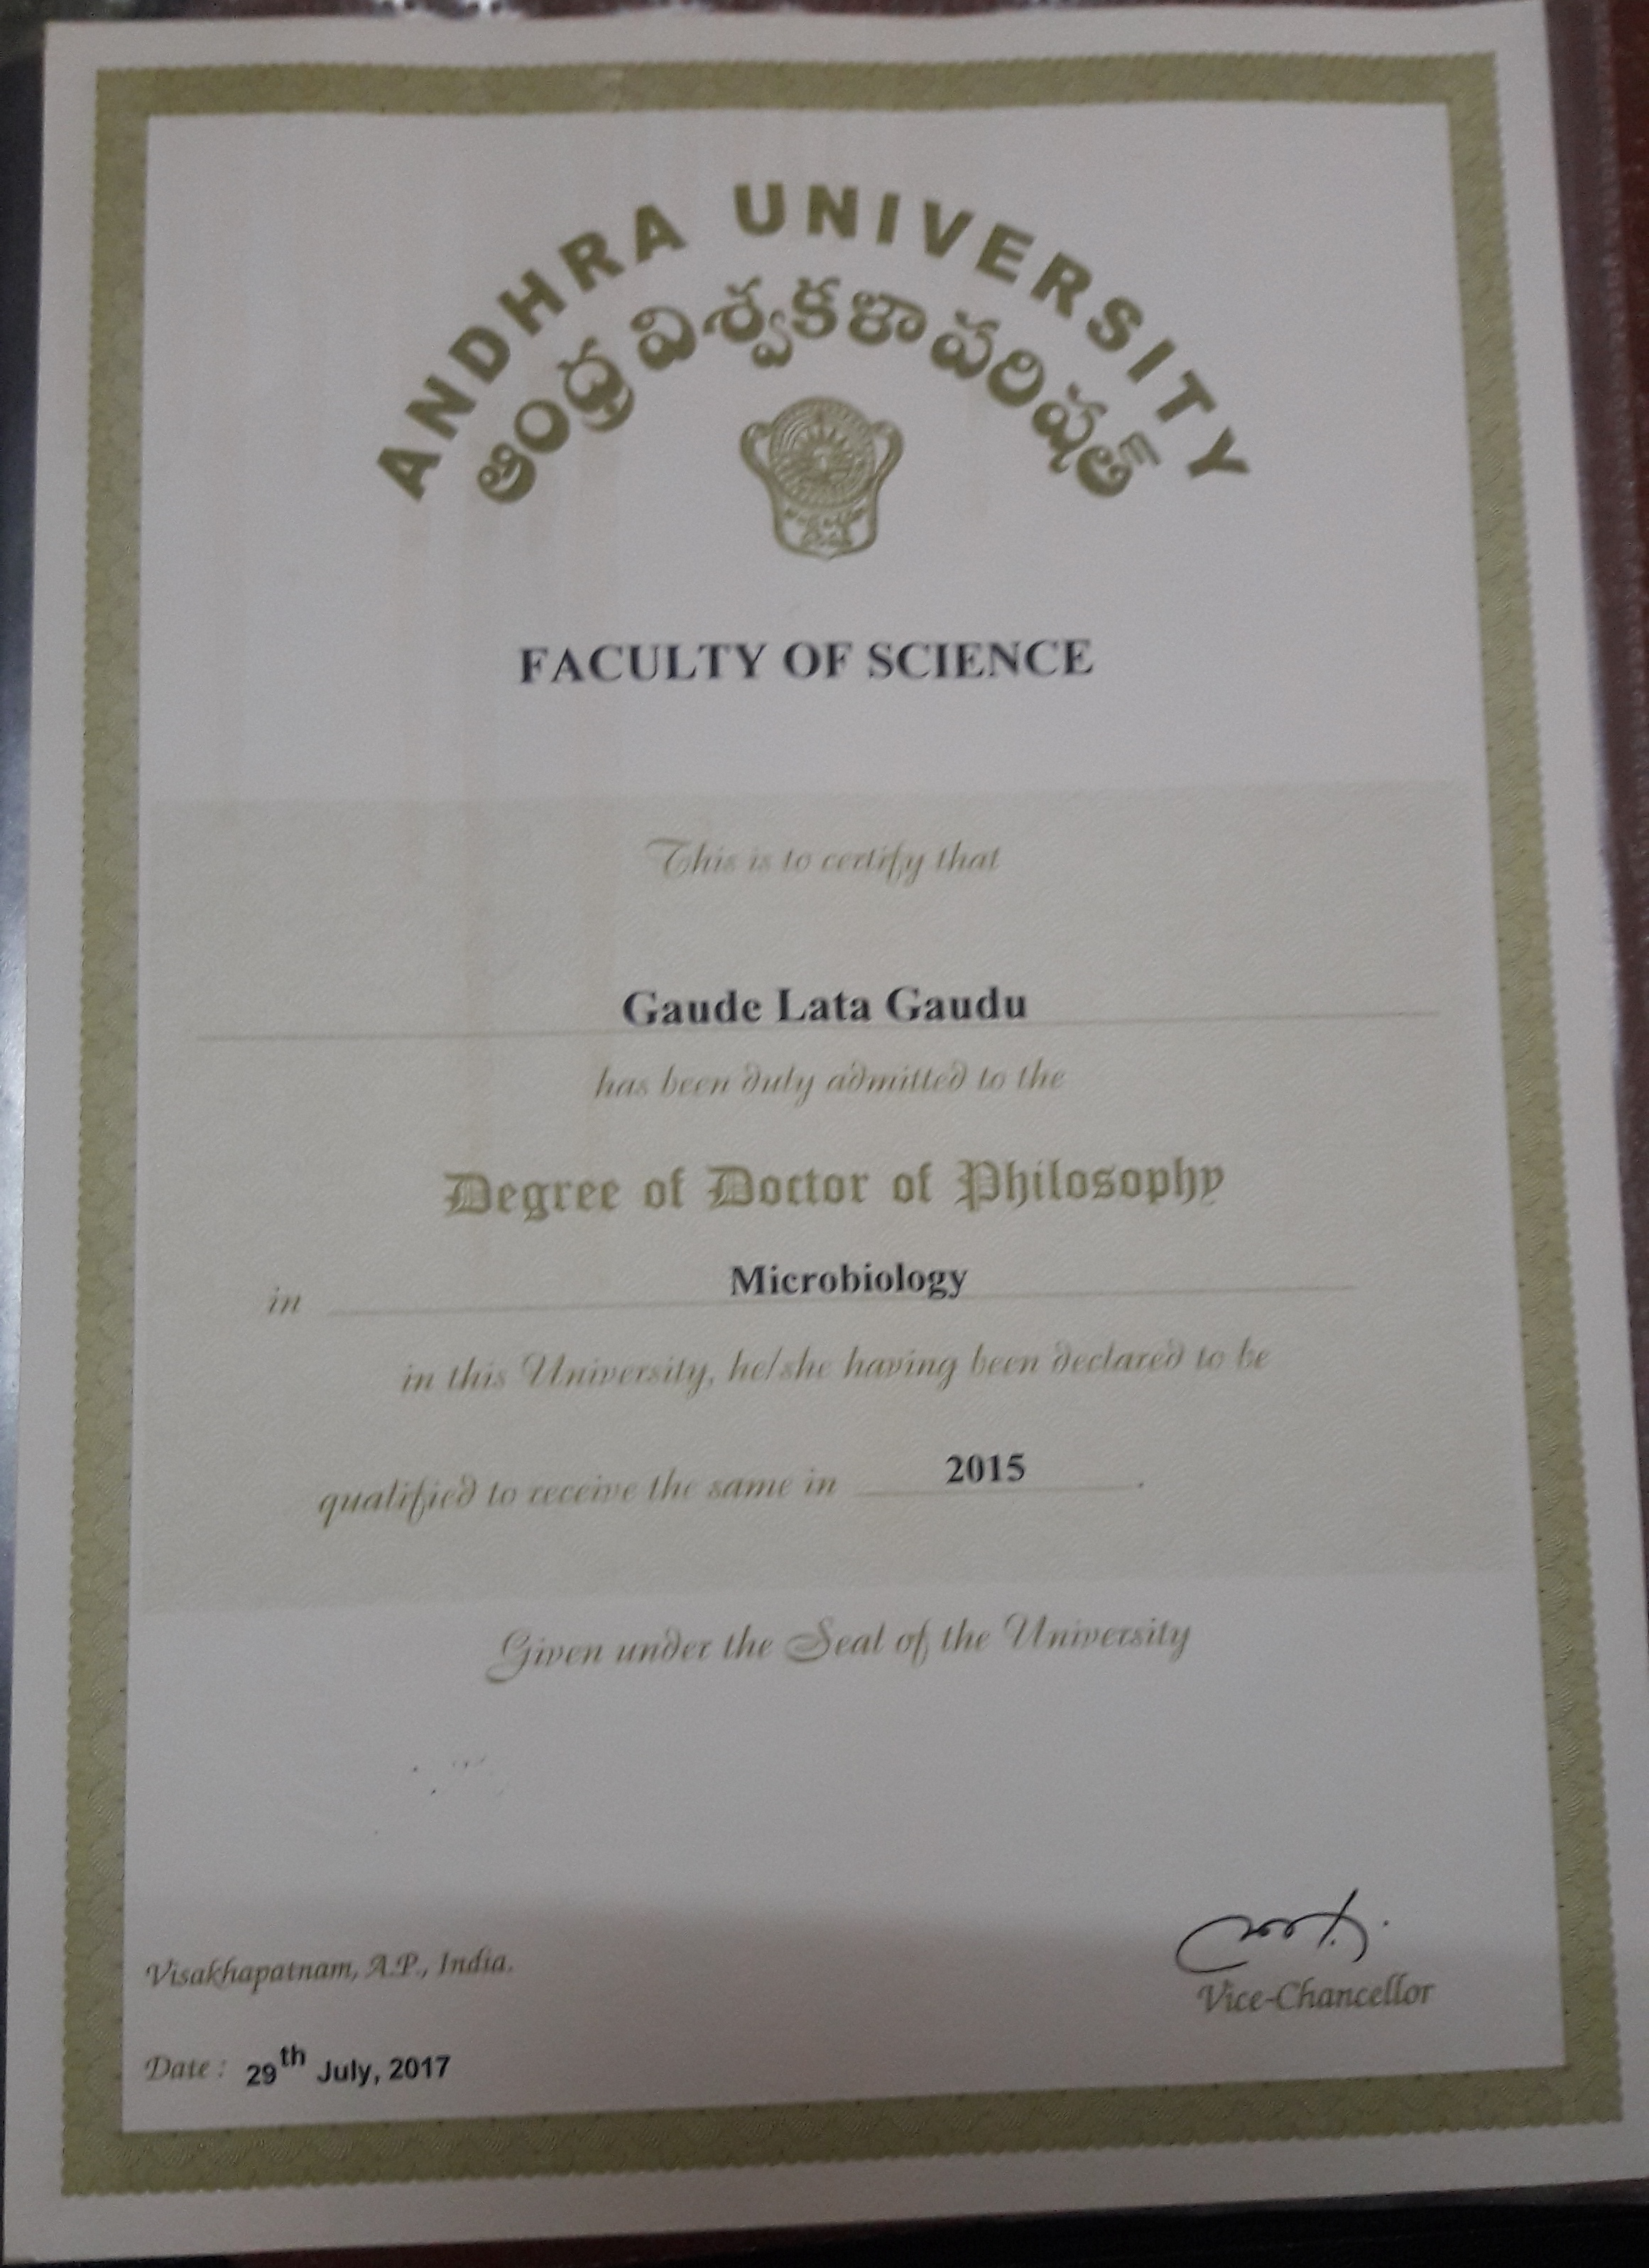 ANDHRA UNIVERSITY
ఆంధ్ర విశ్వకళా పరిషత్
FACULTY OF SCIENCE
This is to certify that
Gaude Lata Gaudu
has been duly admitted to the
Degree of Doctor of Philosophy
in Microbiology
in this University, he/she having been declared to be
qualified to receive the same in 2015.
Given under the Seal of the University
Visakhapatnam, A.P., India.
Vice-Chancellor
Date : 29th July, 2017